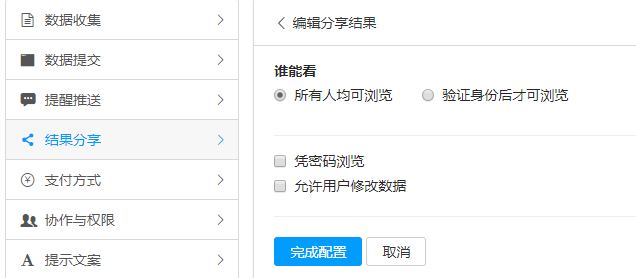 数据收集
数据提交
提醒推送
结果分享
支付方式
协作与权限
A 提示文案
编辑分享结果
谁能看
所有人均可浏览 验证身份后才可浏览
凭密码浏览
允许用户修改数据
完成配置 取消